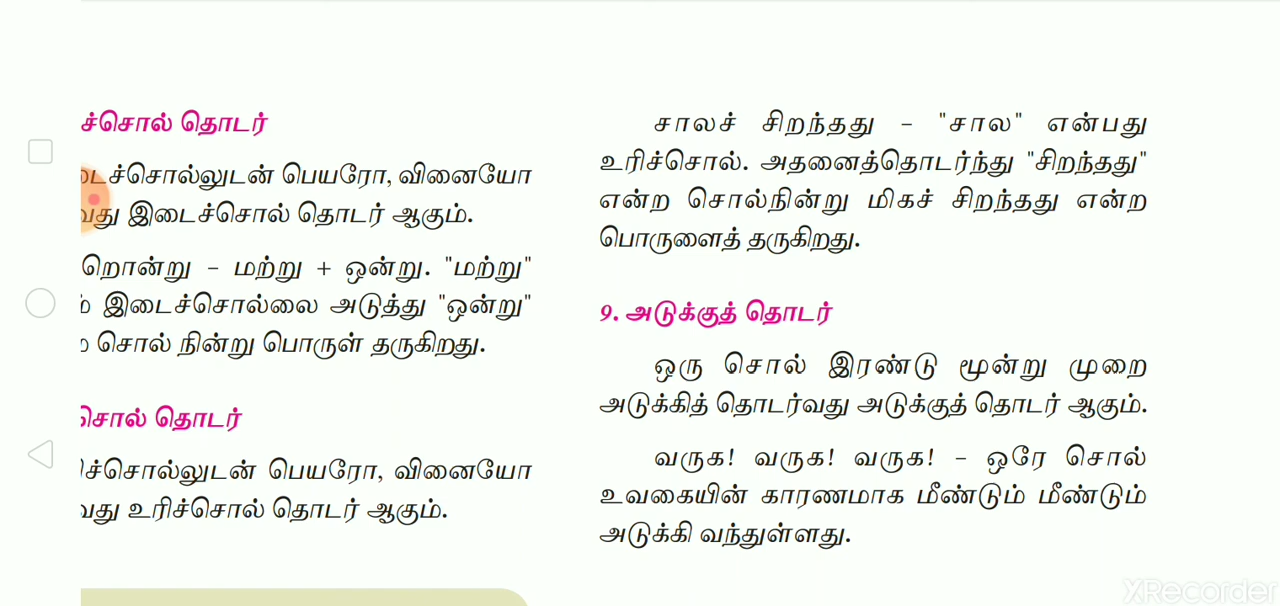 ச்சொல் தொடர்
டைச்சொல்லுடன் பெயரோ, வினையோ
வது இடைச்சொல் தொடர் ஆகும்.
றொன்று – மற்று + ஒன்று. "மற்று"
இடைச்சொல்லை அடுத்து "ஒன்று"
சொல் நின்று பொருள் தருகிறது.
சொல் தொடர்
ச்சொல்லுடன் பெயரோ, வினையோ
வது உரிச்சொல் தொடர் ஆகும்.
சாலச் சிறந்தது – "சால" என்பது
உரிச்சொல். அதனைத்தொடர்ந்து "சிறந்தது"
என்ற சொல்நின்று மிகச் சிறந்தது என்ற
பொருளைத் தருகிறது.
9. அடுக்குத் தொடர்
ஒரு சொல் இரண்டு மூன்று முறை
அடுக்கித் தொடர்வது அடுக்குத் தொடர் ஆகும்.
வருக! வருக! வருக! – ஒரே சொல்
உவகையின் காரணமாக மீண்டும் மீண்டும்
அடுக்கி வந்துள்ளது.
XRecorder